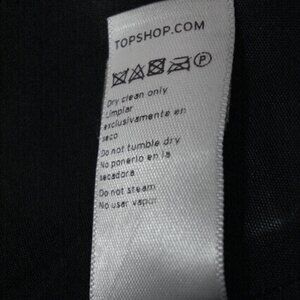 TOPSHOP.COM
P
Dry clean only
Limpiar
exclusivamente en
seco
Do not tumble dry
No ponerlo en la
secadora
Do not steam
No usar vapor